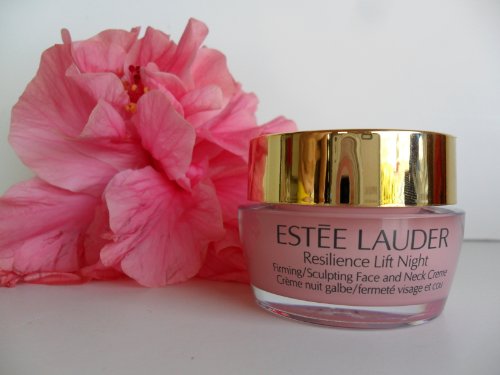 ESTĒE LAUDER
Resilience Lift Night
Firming/Sculpting Face and Neck Creme
Crème nuit galbe/fermeté visage et cou